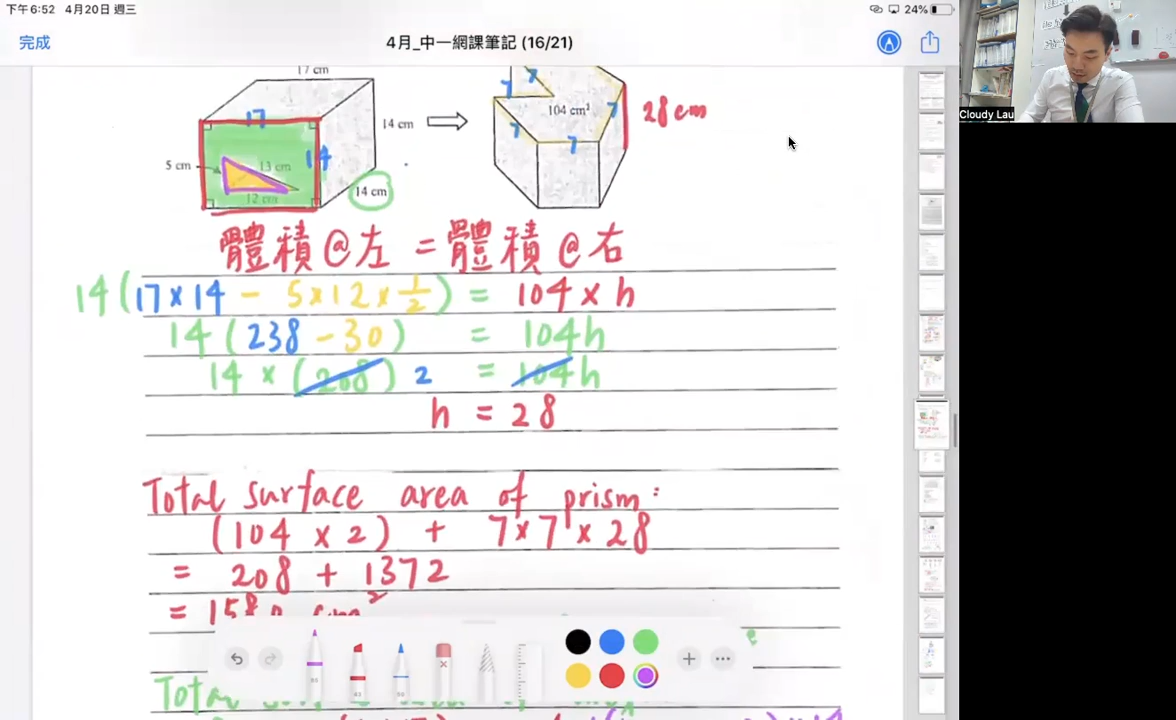 下午6:52 4月20日 週三
24%
完成
4月_中一網課筆記 (16/21)
Cloudy Lau
17 cm
17
14 cm
14
5 cm
13 cm
12 cm
14 cm
7
7
104 cm²
7
7
7
28 cm
體積@左 = 體積@右
14(17×14 - 5×12×1/2) = 104×h
14(238 - 30) = 104h
14 × (208) 2 = 104h
h = 28
Total surface area of prism:
(104 × 2) + 7×7×28
= 208 + 1372